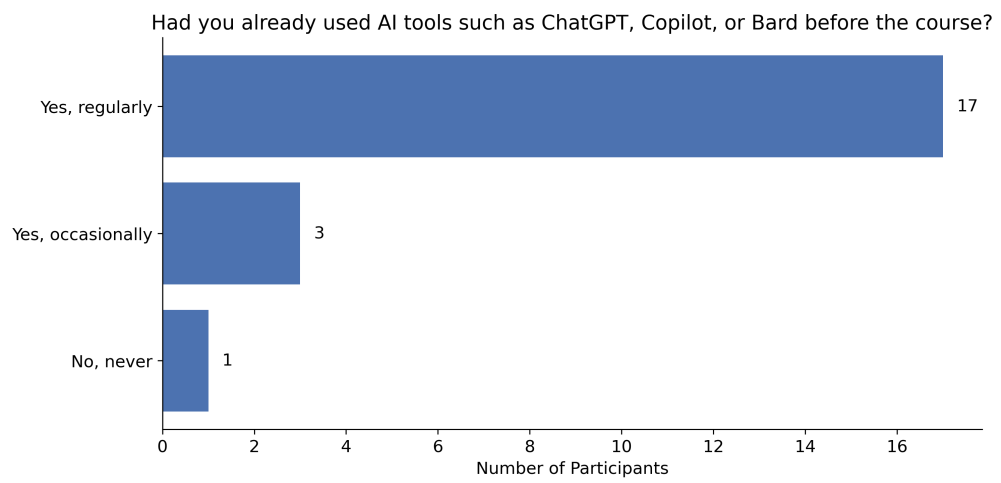 Had you already used AI tools such as ChatGPT, Copilot, or Bard before the course?
Yes, regularly
17
Yes, occasionally
3
No, never
1
0 2 4 6 8 10 12 14 16
Number of Participants